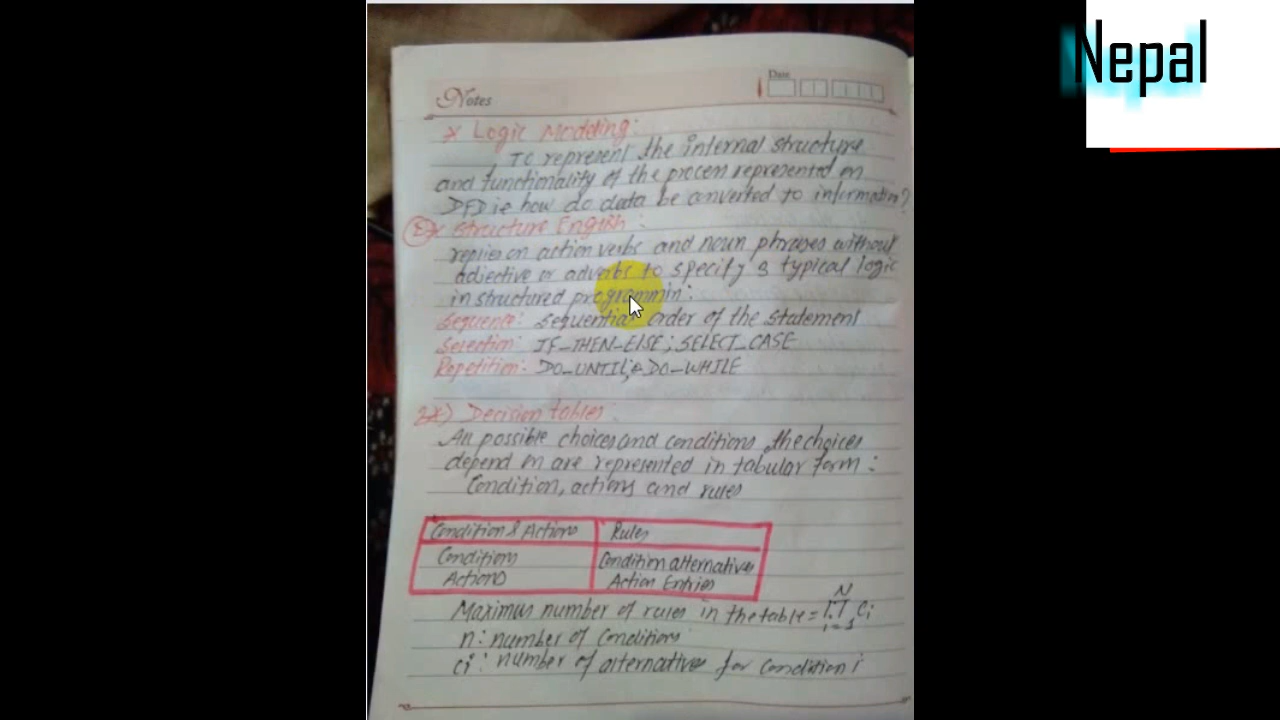 Nepal
Date
Notes
* Logic Modeling:
To represent the internal structure
and functionality of the process represented on
DFD ie how do data be converted to information?
* Structure English:
replies on action verbs and noun phrases without
adjective or adverbs to specify 3 typical logic
in structured programmin:
Sequence: sequential order of the statement
Selection: IF-THEN-ELSE; SELECT-CASE
Repetition: DO-UNTIL; DO-WHILE
2*) Decision tables:
All possible choices and conditions the choices
depend on are represented in tabular form:
Condition, actions and rules
Condition & Actions Rules
Conditions Condition alternatives
Actions Action Entries
Maximus number of rules in the table = N Π i=1 Ci
n: number of conditions
ci: number of alternatives for condition i